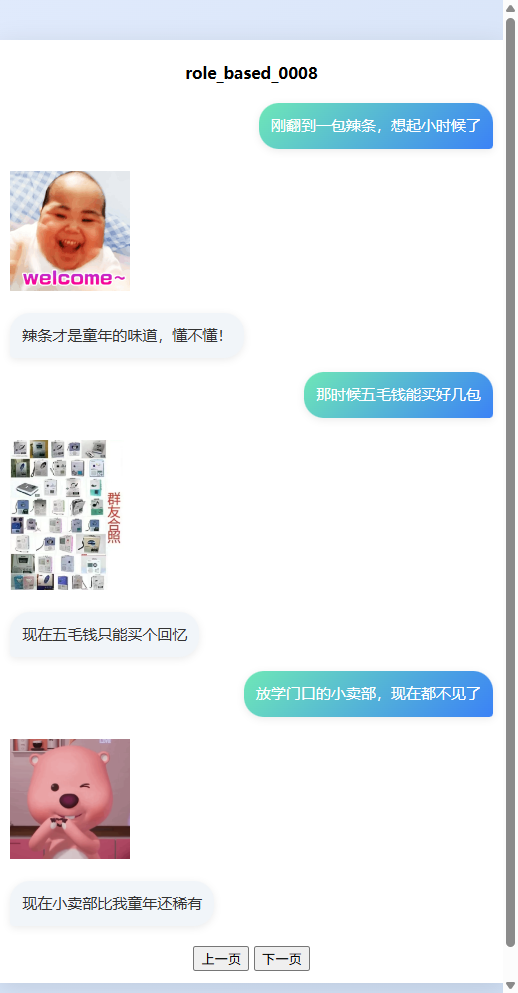 role_based_0008
刚翻到一包辣条，想起小时候了
welcome~
辣条才是童年的味道，懂不懂！
那时候五毛钱能买好几包
群友合照
现在五毛钱只能买个回忆
放学门口的小卖部，现在都不见了
现在小卖部比我童年还稀有
上一页 下一页